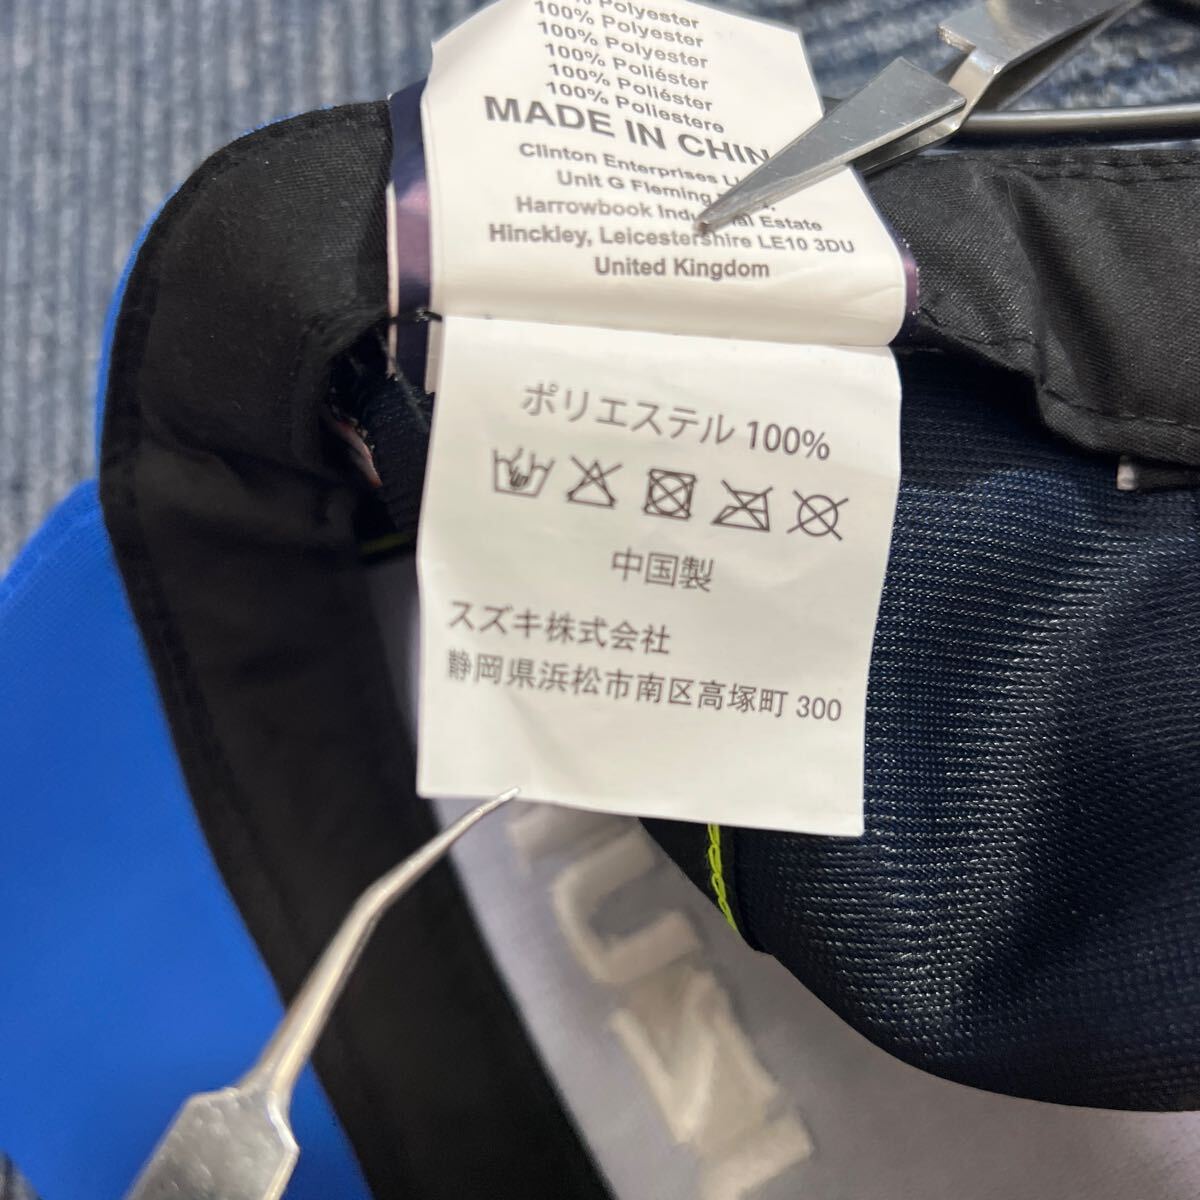 % Polyester
100% Polyester
100% Polyester
100% Poliéster
100% Poliéster
100% Poliestere
MADE IN CHIN
Clinton Enterprises
Unit G Fleming
Harrowbook Estate
Hinckley, Leicestershire LE10 3DU
United Kingdom
ポリエステル 100%
中国製
スズキ株式会社
静岡県浜松市南区高塚町 300